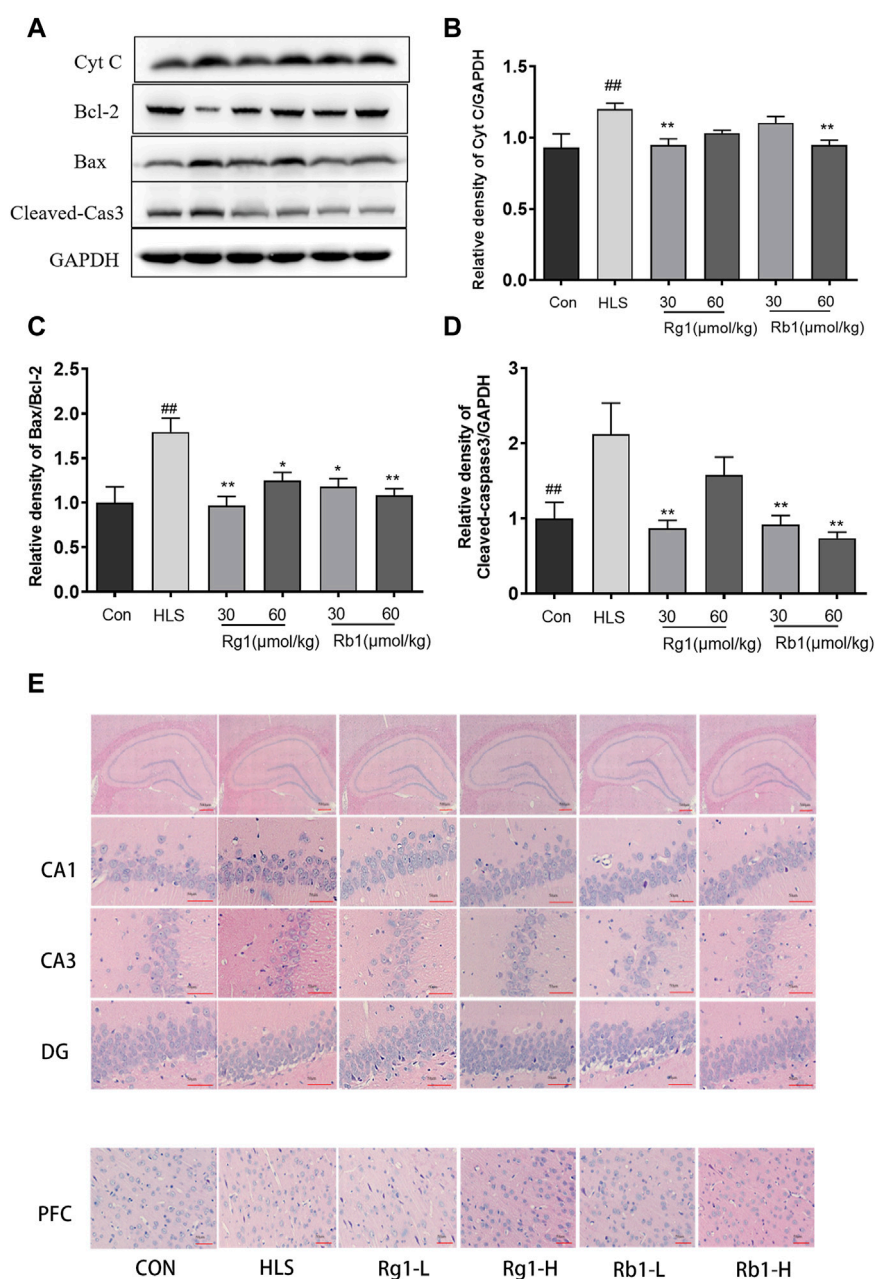 A
Cyt C
Bcl-2
Bax
Cleaved-Cas3
GAPDH
B
Relative density of Cyt C/GAPDH
1.5
1.0
0.5
0.0
##
**
**
Con HLS 30 60 30 60
Rg1(μmol/kg) Rb1(μmol/kg)
C
Relative density of Bax/Bcl-2
2.5
2.0
1.5
1.0
0.5
0.0
##
**
*
*
**
Con HLS 30 60 30 60
Rg1(μmol/kg) Rb1(μmol/kg)
D
Relative density of
Cleaved-caspase3/GAPDH
3
2
1
0
##
**
**
**
Con HLS 30 60 30 60
Rg1(μmol/kg) Rb1(μmol/kg)
E
CA1
CA3
DG
PFC
CON HLS Rg1-L Rg1-H Rb1-L Rb1-H